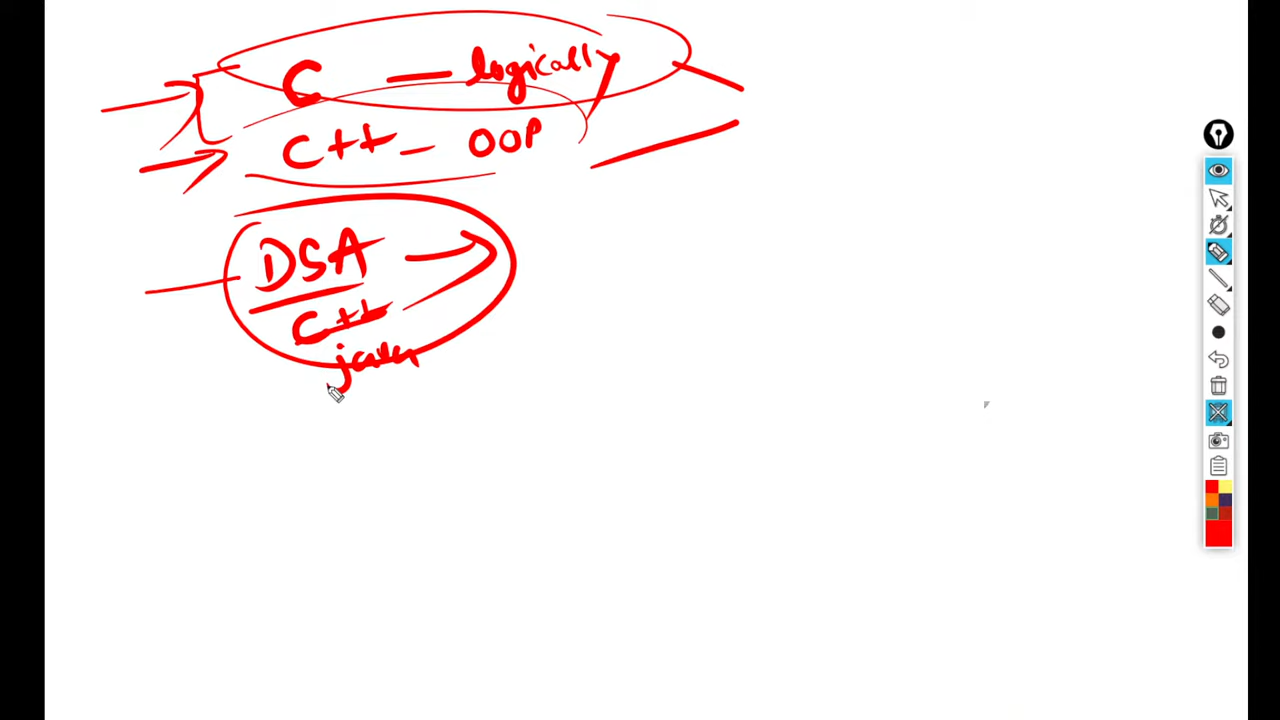 C — logically
C++ — OOP
DSA
C++
java